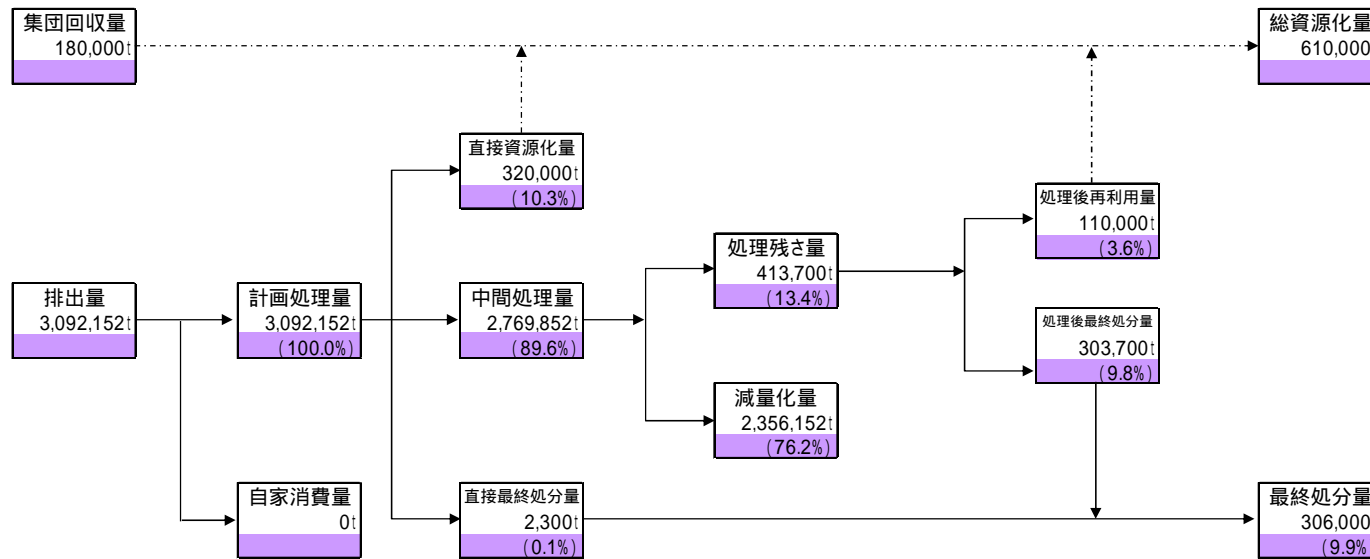 集団回収量
180,000t
総資源化量
610,000
直接資源化量
320,000t
(10.3%)
処理後再利用量
110,000t
(3.6%)
処理残さ量
413,700t
(13.4%)
排出量
3,092,152t
計画処理量
3,092,152t
(100.0%)
中間処理量
2,769,852t
(89.6%)
処理後最終処分量
303,700t
(9.8%)
減量化量
2,356,152t
(76.2%)
自家消費量
0t
直接最終処分量
2,300t
(0.1%)
最終処分量
306,000
(9.9%